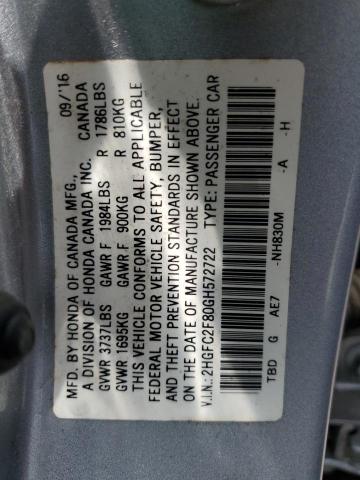 MFD. BY HONDA OF CANADA MFG., 09/'16
A DIVISION OF HONDA CANADA INC. CANADA
GVWR 3737LBS GAWR F 1984LBS R 1786LBS
GVWR 1695KG GAWR F 900KG R 810KG
THIS VEHICLE CONFORMS TO ALL APPLICABLE
FEDERAL MOTOR VEHICLE SAFETY, BUMPER,
AND THEFT PREVENTION STANDARDS IN EFFECT
ON THE DATE OF MANUFACTURE SHOWN ABOVE.
V.I.N.: 2HGFC2F80GH572722 TYPE: PASSENGER CAR
TBD G AE7 -NH830M -A -H